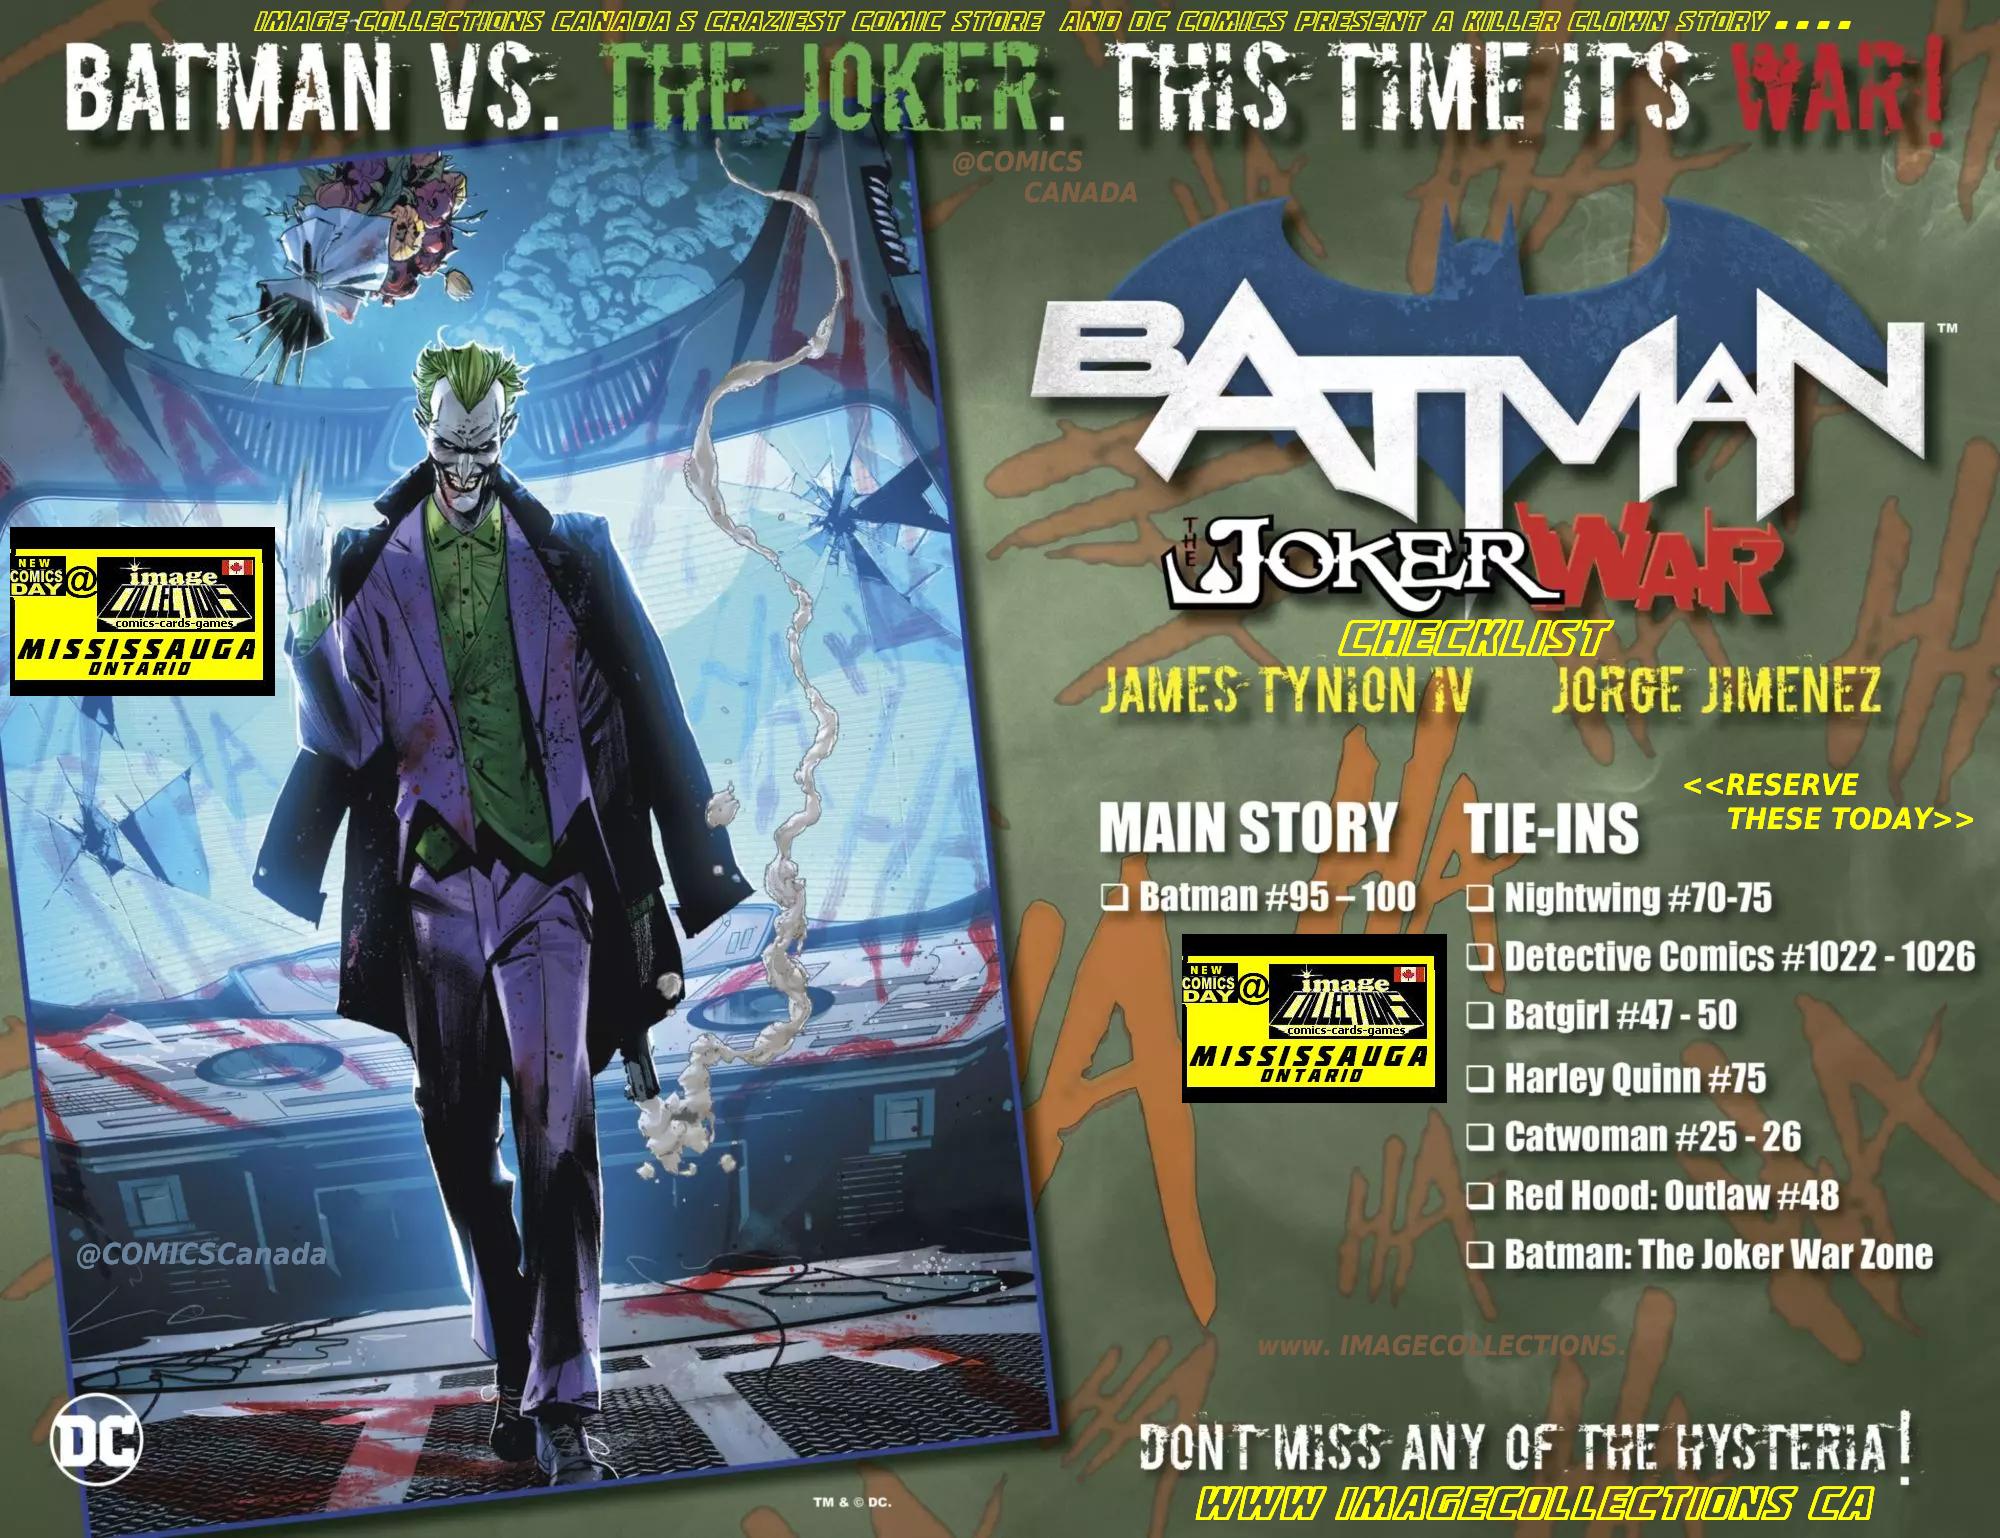 IMAGE COLLECTIONS CANADA S CRAZIEST COMIC STORE AND DC COMICS PRESENT A KILLER CLOWN STORY ....
BATMAN VS. THE JOKER. THIS TIME ITS WAR!
@COMICS
CANADA
BATMAN ™
THE JOKER WAR
CHECKLIST
JAMES TYNION IV JORGE JIMENEZ
<<RESERVE
THESE TODAY>>
MAIN STORY
❑ Batman #95 – 100
TIE-INS
❑ Nightwing #70-75
❑ Detective Comics #1022 - 1026
❑ Batgirl #47 - 50
❑ Harley Quinn #75
❑ Catwoman #25 - 26
❑ Red Hood: Outlaw #48
❑ Batman: The Joker War Zone
NEW
COMICS
DAY @
image
COLLECTIONS
comics-cards-games
MISSISSAUGA
ONTARIO
NEW
COMICS
DAY @
image
COLLECTIONS
comics-cards-games
MISSISSAUGA
ONTARIO
HA
HA
HA
HA
@COMICSCanada
www. IMAGECOLLECTIONS.
DC
TM & © DC.
DONT MISS ANY OF THE HYSTERIA!
WWW IMAGECOLLECTIONS CA